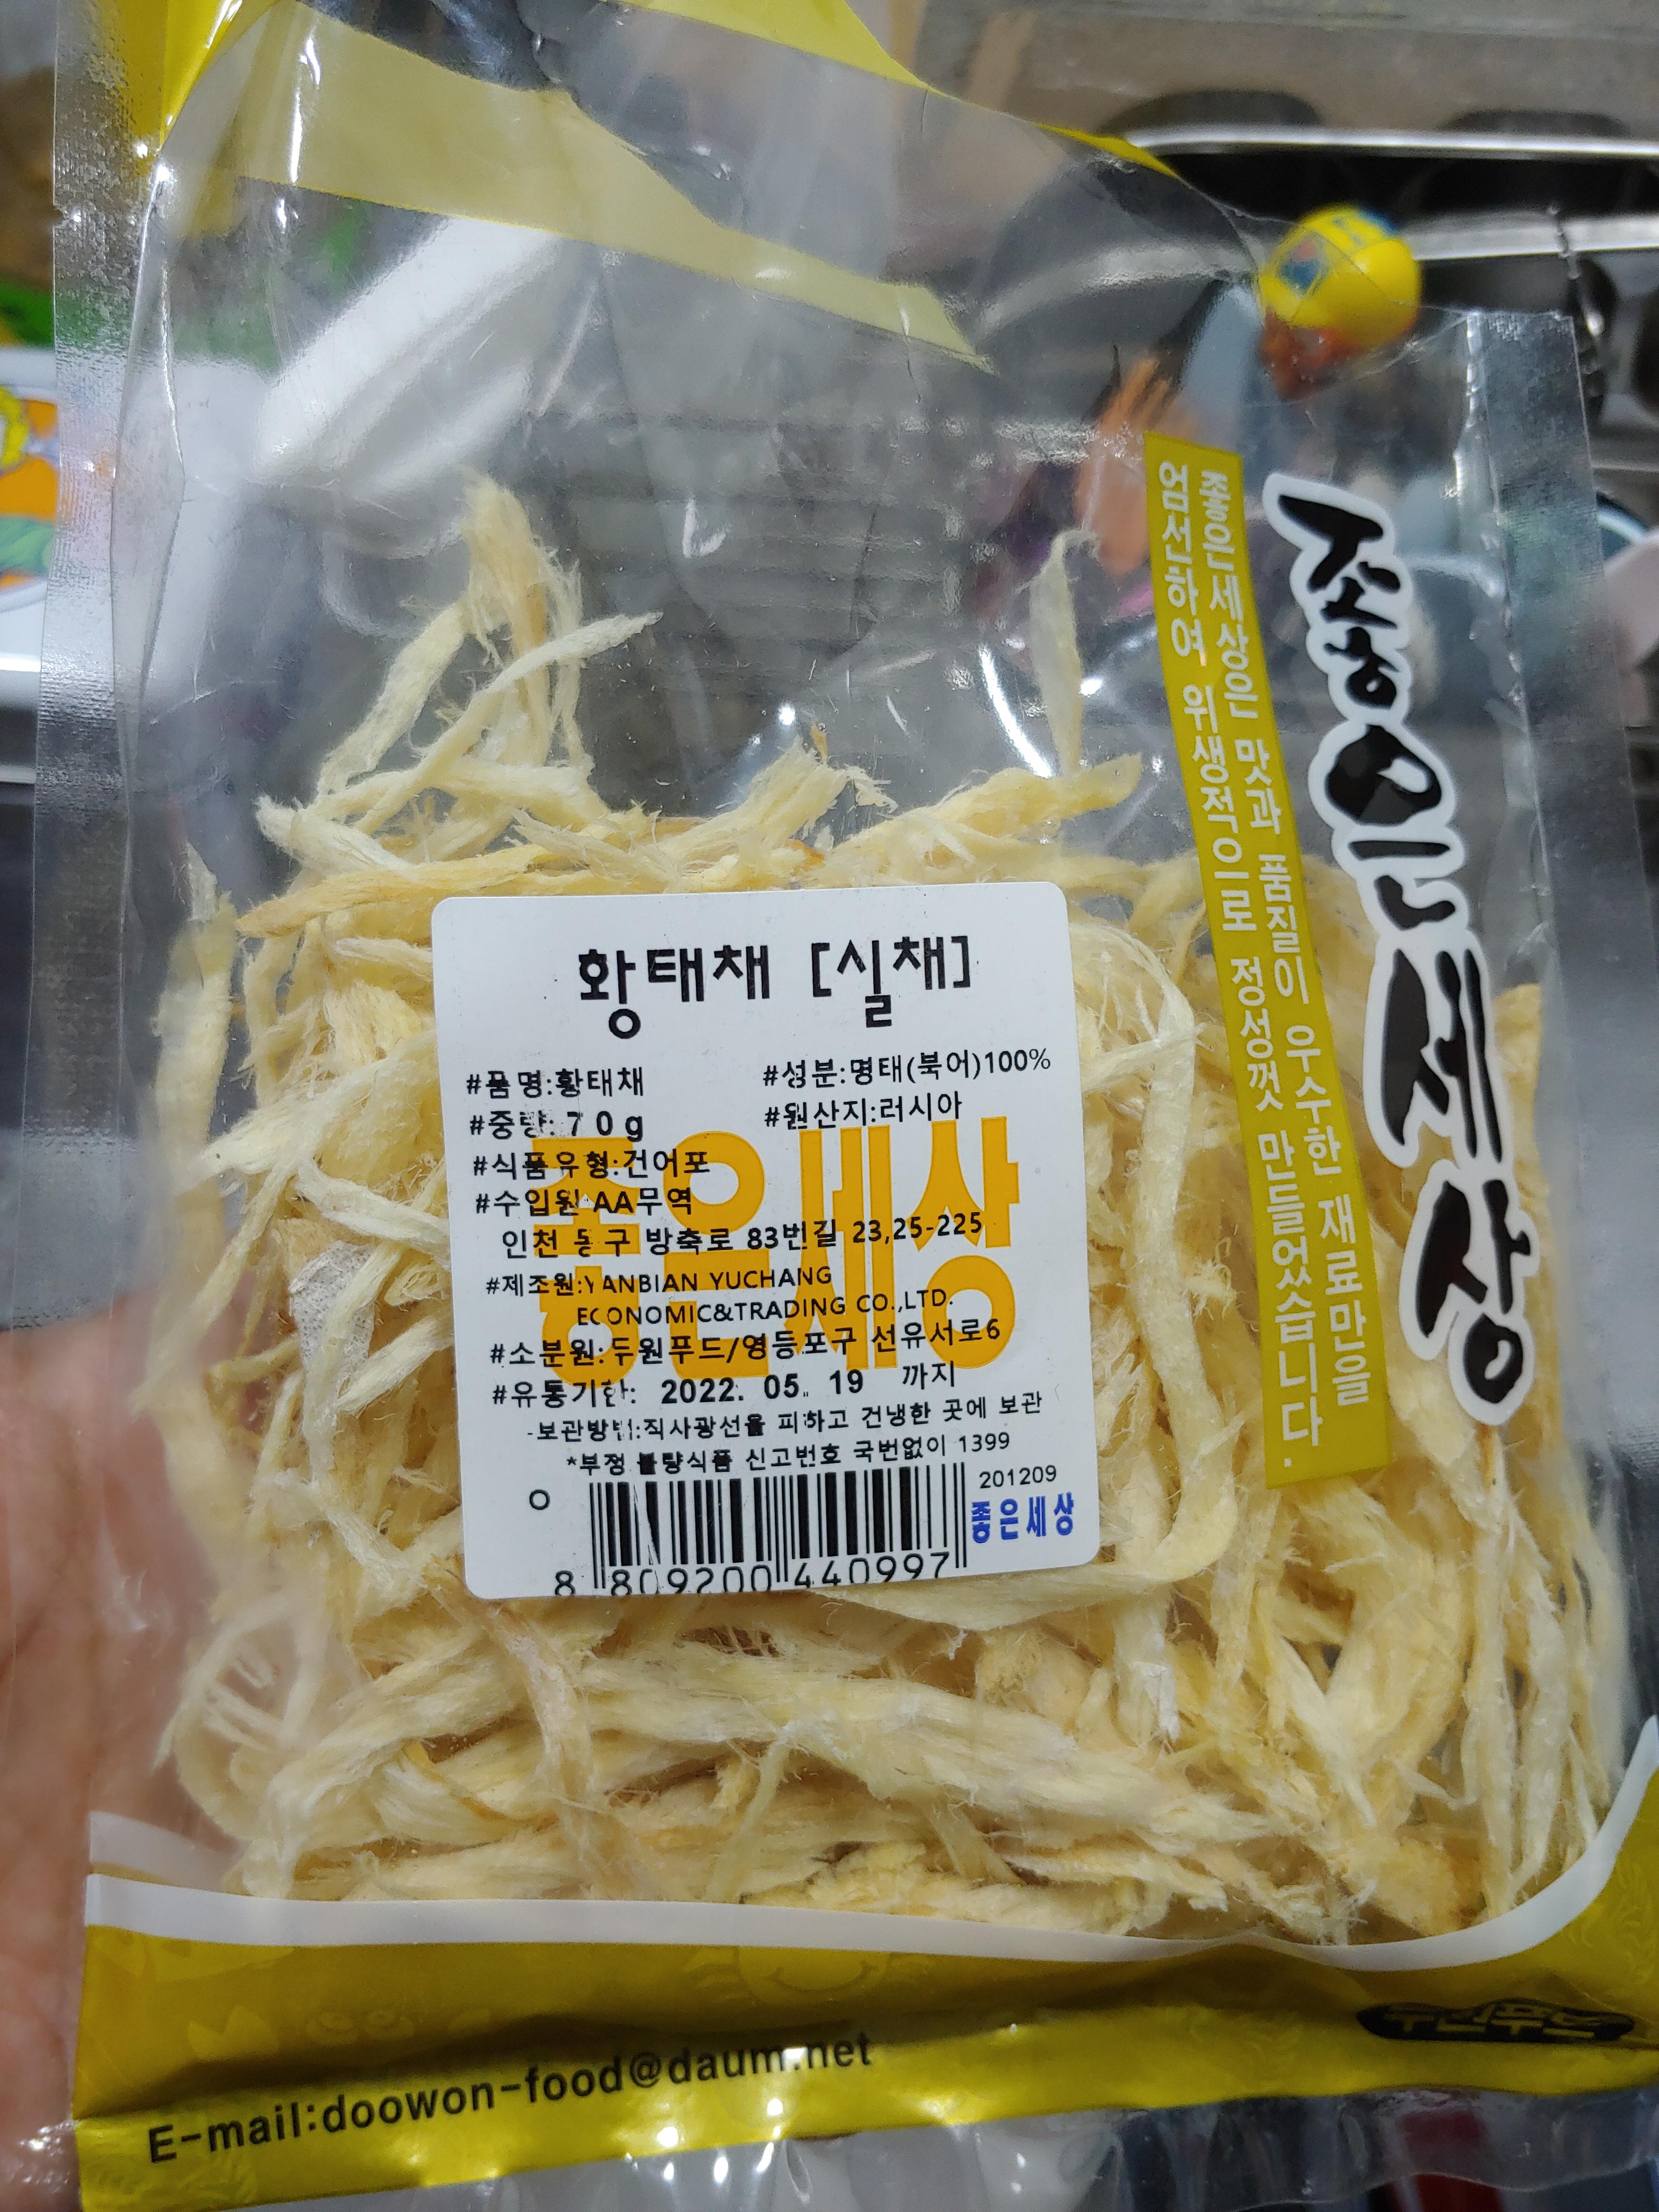 좋은세상
좋은세상은 맛과 품질이 우수한 재료만을
엄선하여 위생적으로 정성껏 만들었습니다.
황태채 [실채]
#품명:황태채 #성분:명태(북어)100%
#중량:70g #원산지:러시아
#식품유형:건어포
#수입원:AA무역
인천 동구 방축로 83번길 23,25-225
#제조원:YANBIAN YUCHANG
ECONOMIC&TRADING CO.,LTD.
#소분원:두원푸드/영등포구 선유서로6
#유통기한: 2022. 05. 19 까지
-보관방법:직사광선을 피하고 건냉한 곳에 보관
*부정 불량식품 신고번호 국번없이 1399
좋은세상
201209
좋은세상
8 809200 440997
두원푸드
E-mail:doowon-food@daum.net